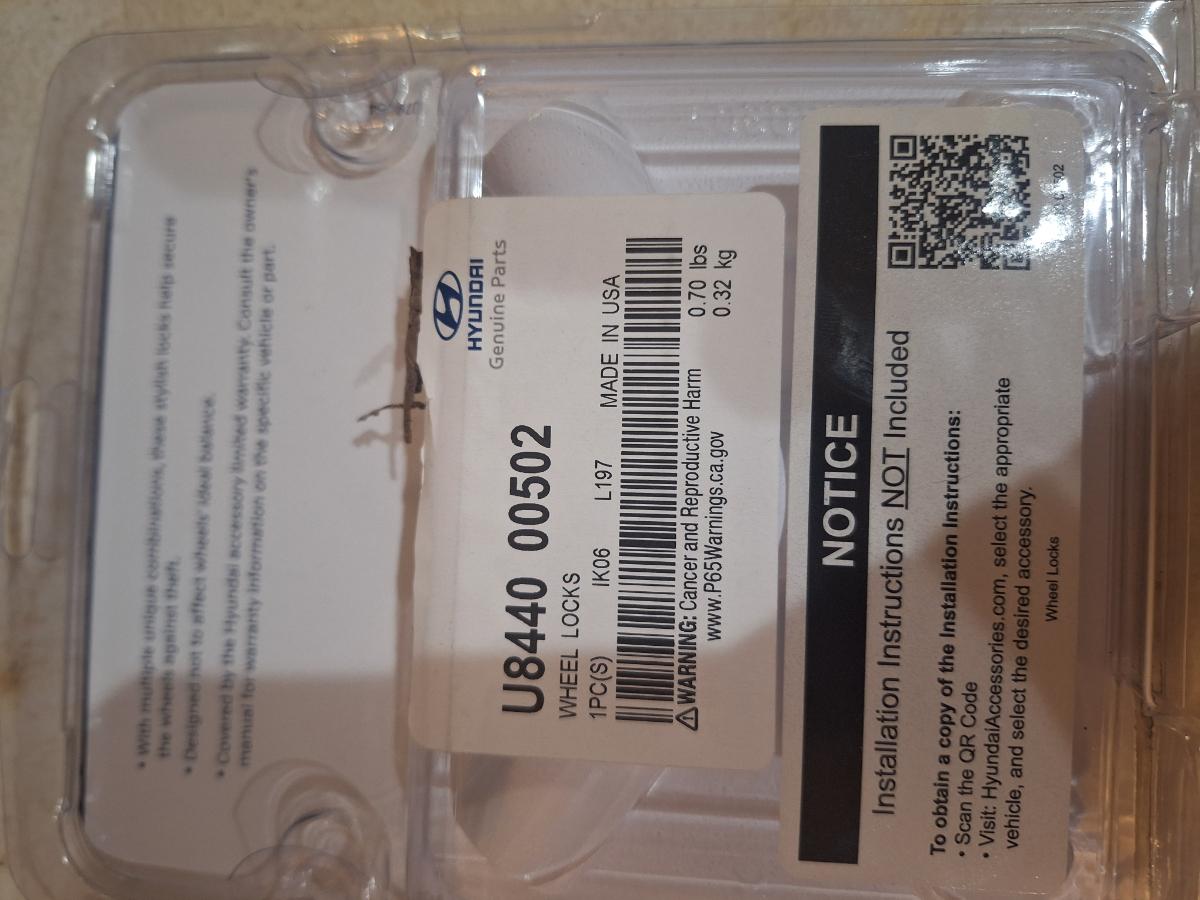 • With multiple unique combinations, these stylish locks help secure
the wheels against theft.
• Designed not to affect wheels' ideal balance.
• Covered by the Hyundai accessory limited warranty. Consult the owner's
manual for warranty information on the specific vehicle or part.
HYUNDAI
Genuine Parts
U8440 00502
WHEEL LOCKS
1PC(S) IK06 L197 MADE IN USA
⚠WARNING: Cancer and Reproductive Harm
www.P65Warnings.ca.gov
0.70 lbs
0.32 kg
NOTICE
Installation Instructions NOT Included
To obtain a copy of the Installation Instructions:
• Scan the QR Code
• Visit: HyundaiAccessories.com, select the appropriate
vehicle, and select the desired accessory.
Wheel Locks